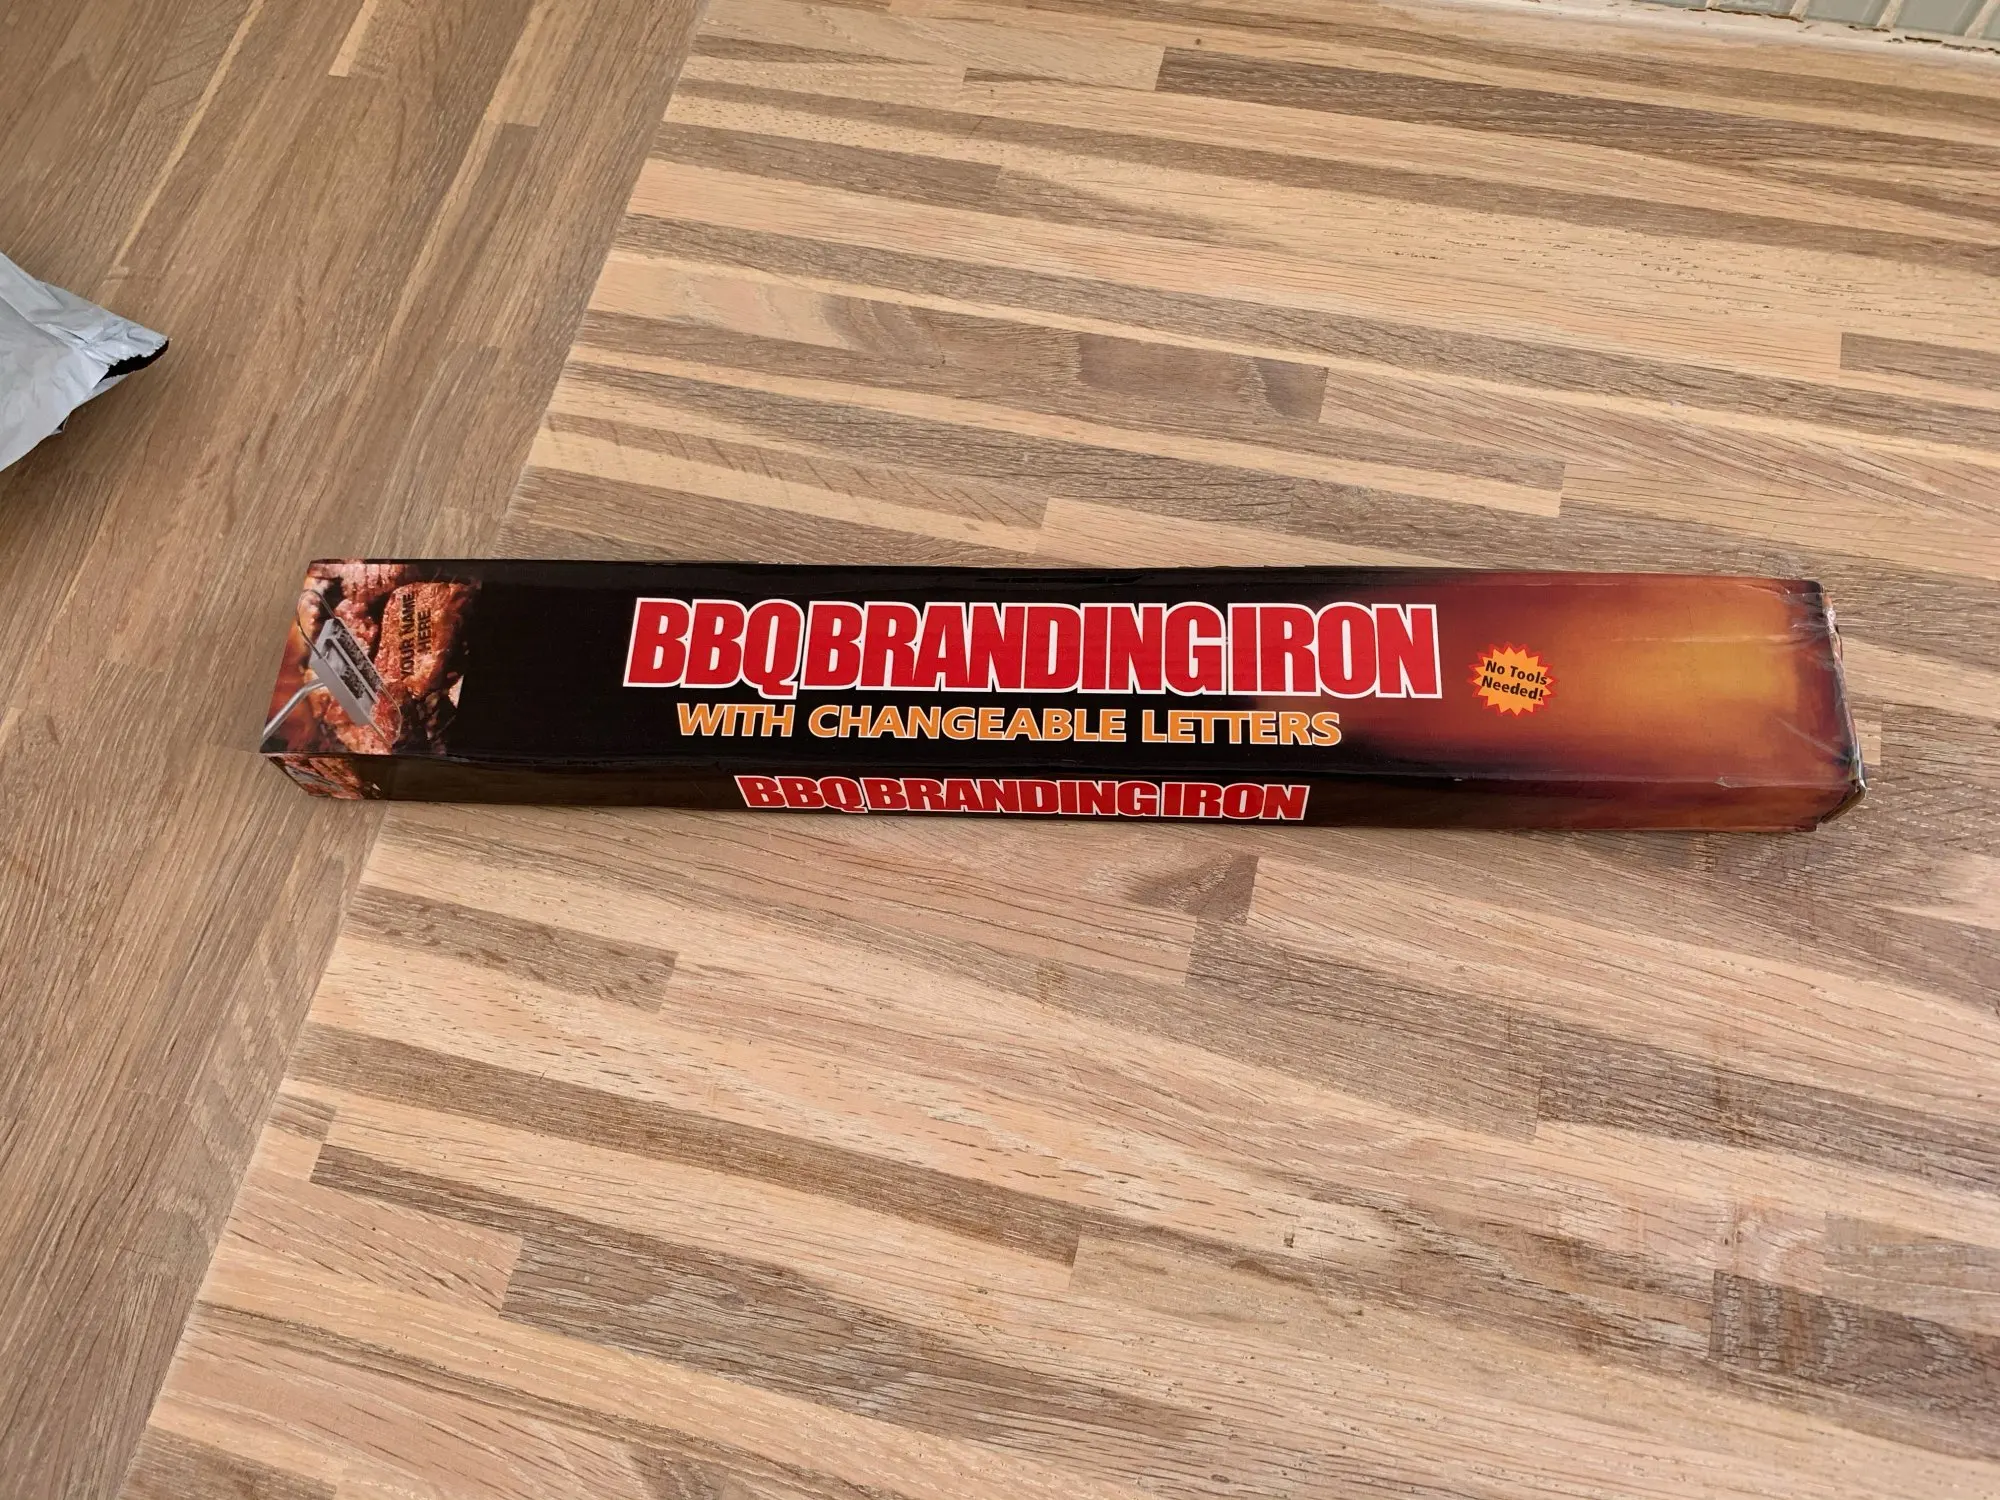 YOUR NAME
HERE
BBQ BRANDING IRON
No Tools
Needed!
WITH CHANGEABLE LETTERS
BBQ BRANDING IRON